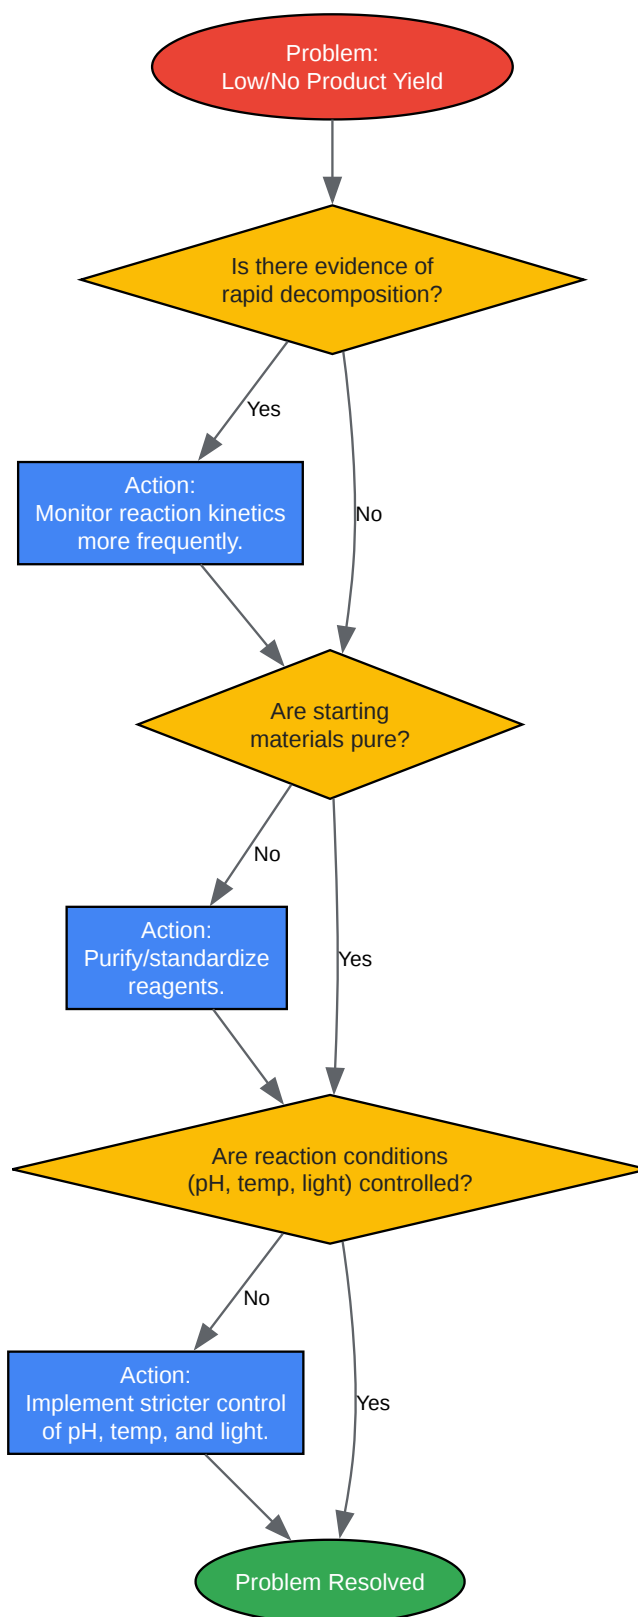 Problem:
Low/No Product Yield
Is there evidence of
rapid decomposition?
Yes
No
Action:
Monitor reaction kinetics
more frequently.
Are starting
materials pure?
No
Yes
Action:
Purify/standardize
reagents.
Are reaction conditions
(pH, temp, light) controlled?
No
Yes
Action:
Implement stricter control
of pH, temp, and light.
Problem Resolved